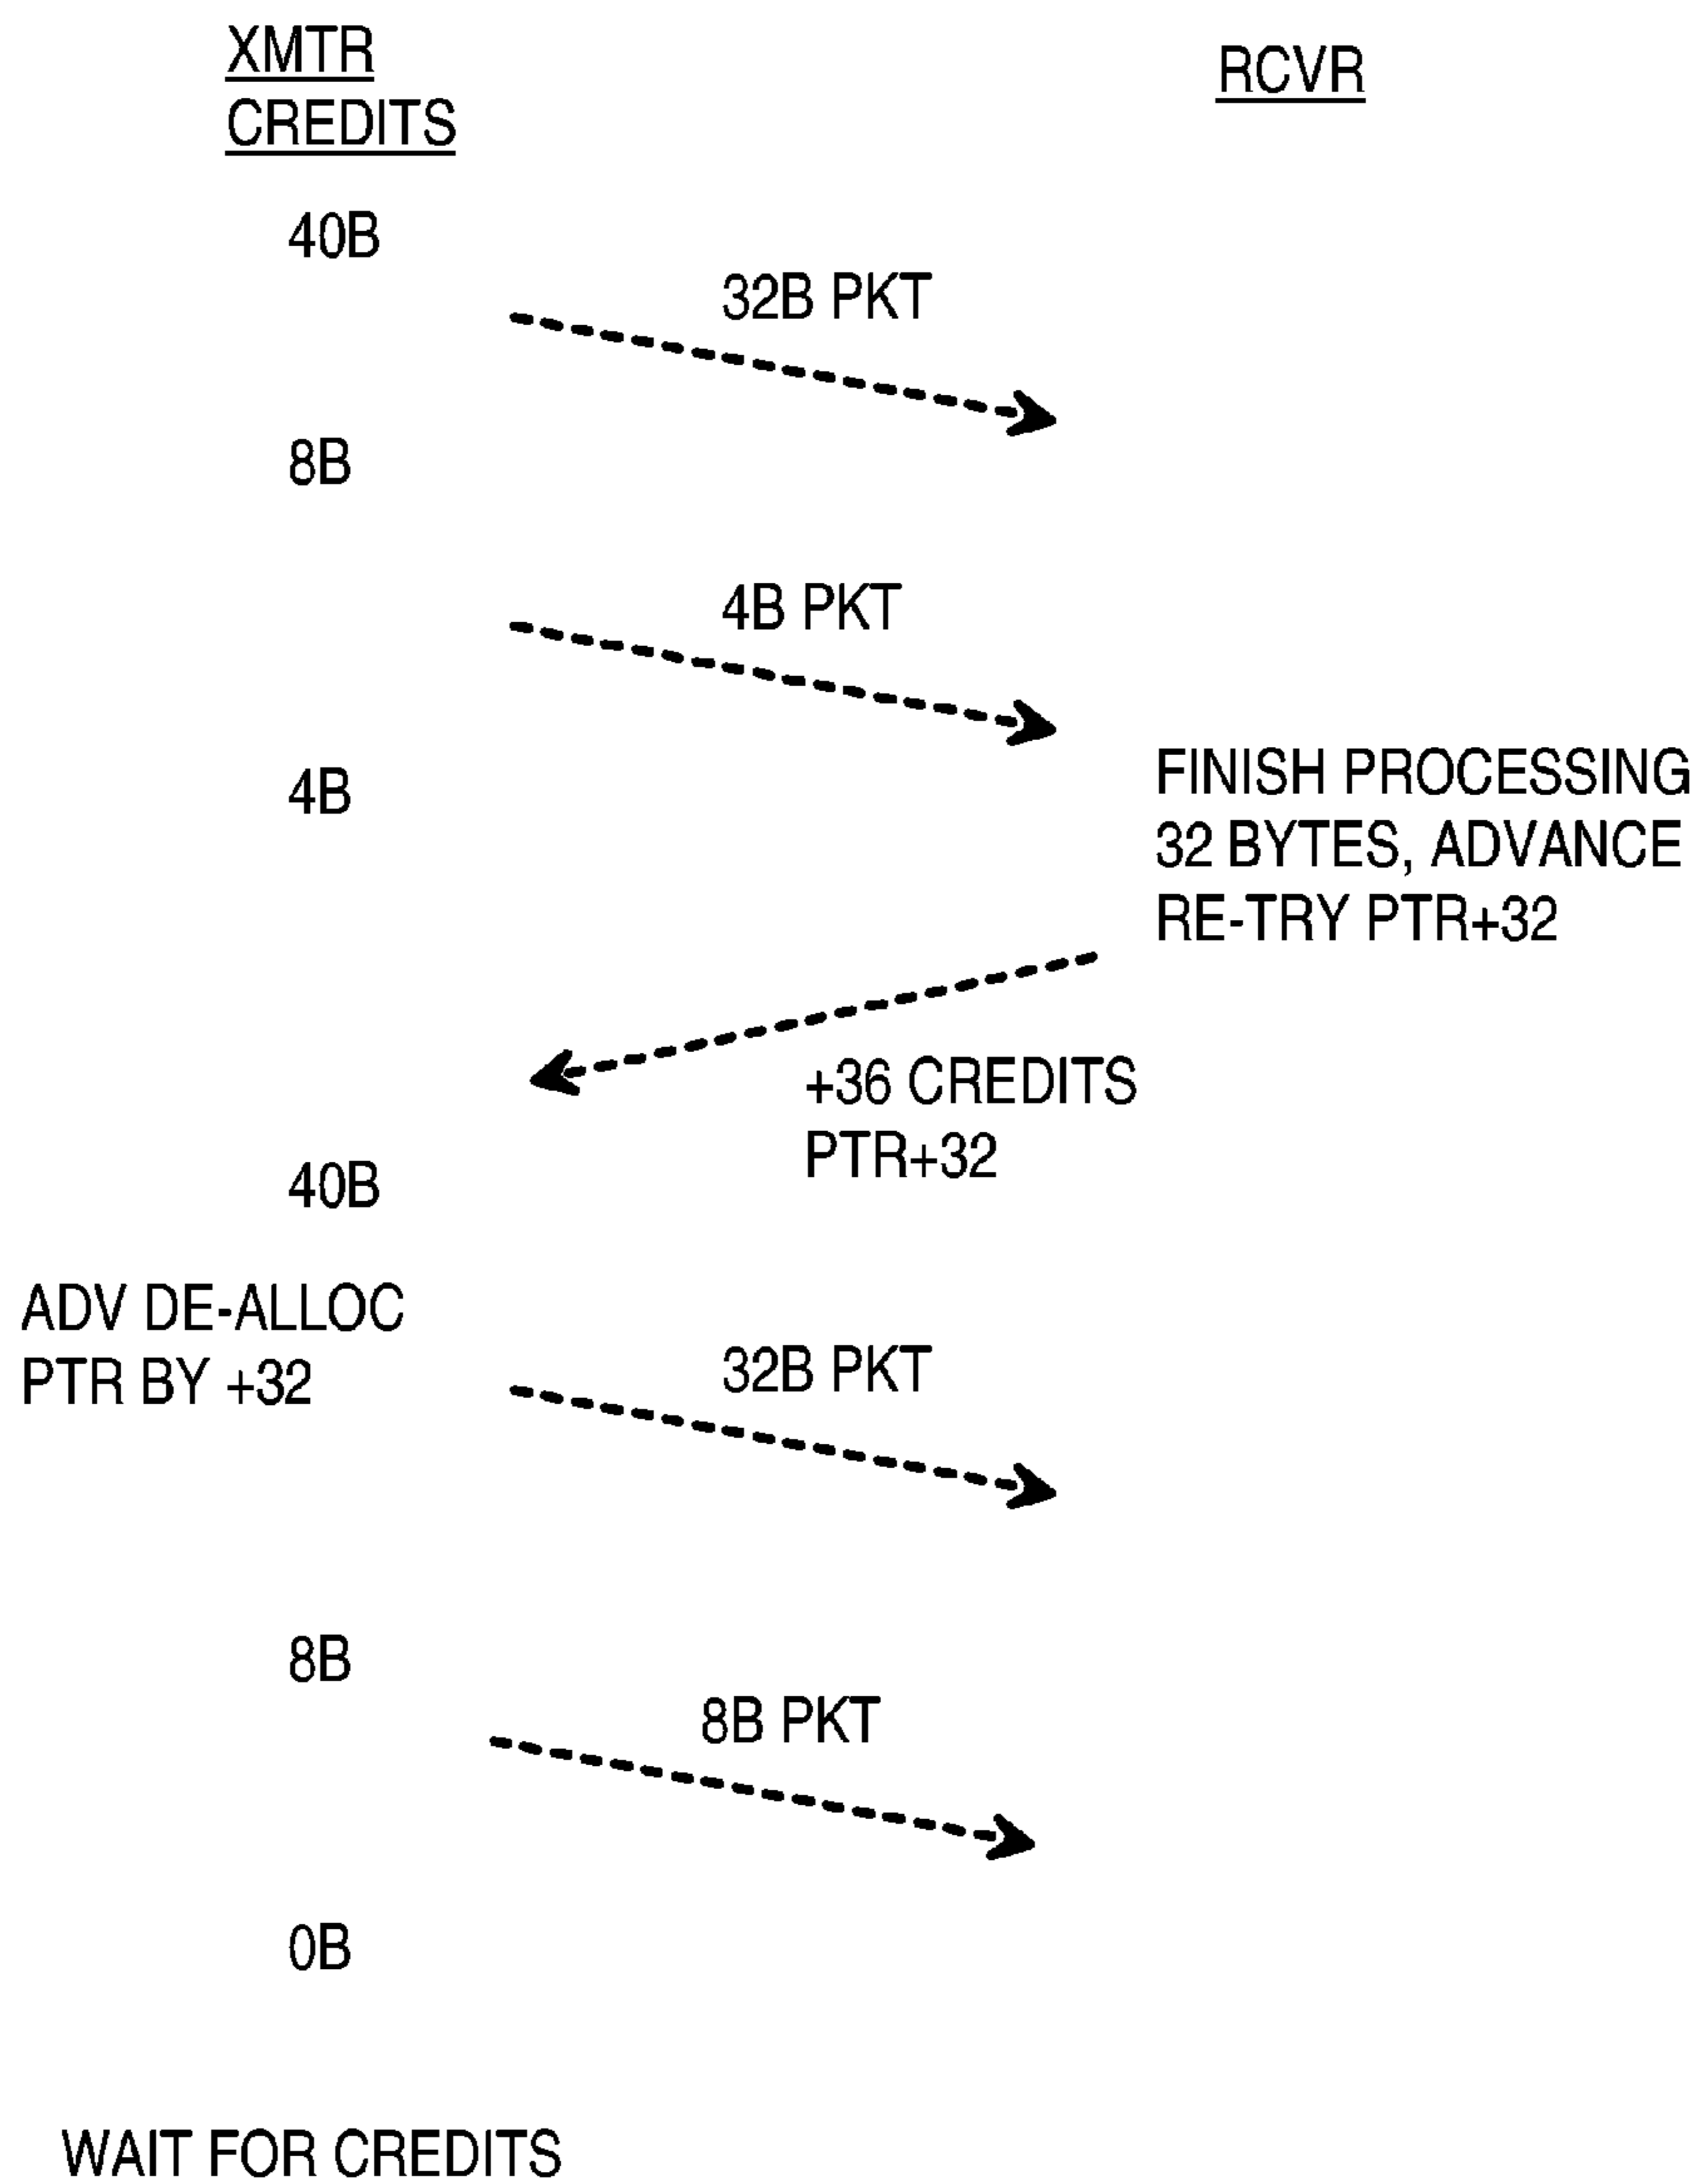 XMTR
CREDITS
RCVR
40B
32B PKT
8B
4B PKT
4B
FINISH PROCESSING
32 BYTES, ADVANCE
RE-TRY PTR+32
+36 CREDITS
PTR+32
40B
ADV DE-ALLOC
PTR BY +32
32B PKT
8B
8B PKT
0B
WAIT FOR CREDITS